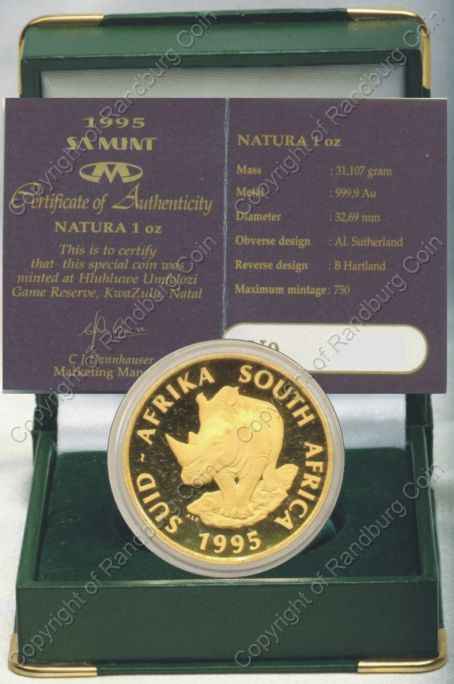 1995
SA MINT
Certificate of Authenticity
NATURA 1 oz
This is to certify
that this special coin was
minted at Hluhluwe Umfolozi
Game Reserve, KwaZulu, Natal
Marketing
NATURA 1 oz
Mass : 31,107 gram
Metal : 999,9 Au
Diameter : 32,69 mm
Obverse design : Al. Sutherland
Reverse design : B Hartland
Maximum mintage : 750
SUID ~ AFRIKA SOUTH AFRICA
1995
Copyright of Randburg Coin